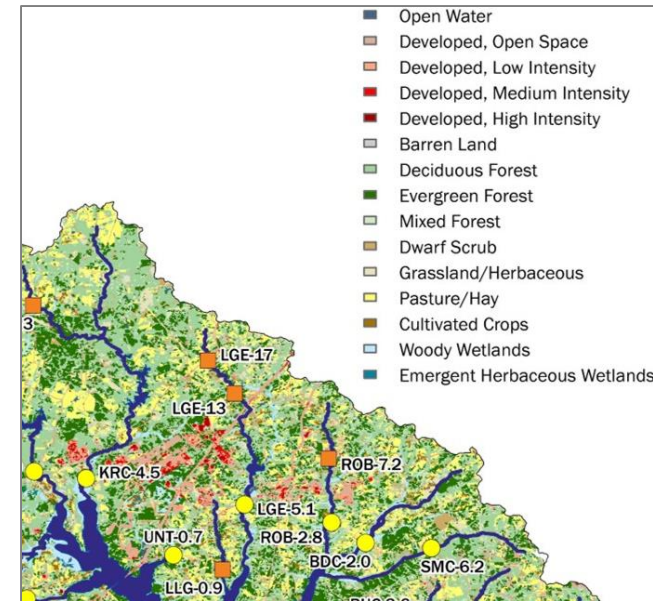 Open Water
Developed, Open Space
Developed, Low Intensity
Developed, Medium Intensity
Developed, High Intensity
Barren Land
Deciduous Forest
Evergreen Forest
Mixed Forest
Dwarf Scrub
Grassland/Herbaceous
Pasture/Hay
Cultivated Crops
Woody Wetlands
Emergent Herbaceous Wetlands
3
LGE-17
LGE-13
KRC-4.5
ROB-7.2
LGE-5.1
UNT-0.7
ROB-2.8
BDC-2.0
SMC-6.2
LLG-0.9